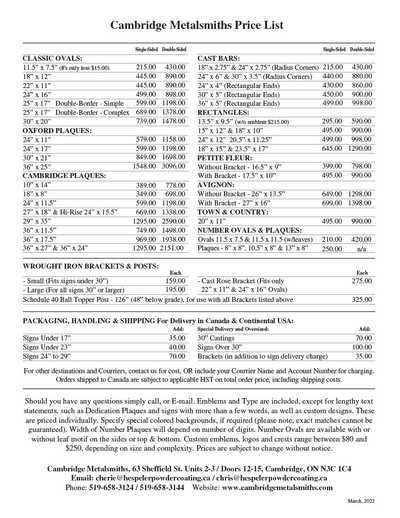 Cambridge Metalsmiths Price List
Single-Sided Double-Sided
CLASSIC OVALS:
11.5" x 7.5" (#'s only less $15.00) 215.00 430.00
18" x 12" 445.00 890.00
22" x 11" 445.00 890.00
24" x 16" 499.00 898.00
25" x 17" Double-Border - Simple 599.00 1198.00
25" x 17" Double-Border - Complex 689.00 1378.00
30" x 20" 739.00 1478.00
OXFORD PLAQUES:
24" x 11" 579.00 1158.00
24" x 17" 599.00 1198.00
30" x 21" 849.00 1698.00
36" x 25" 1548.00 3096.00
CAMBRIDGE PLAQUES:
10" x 14" 389.00 778.00
18" x 8" 349.00 698.00
24" x 11.5" 599.00 1198.00
27" x 18" & Hi-Rise 24" x 15.5" 669.00 1338.00
29" x 35" 1295.00 2590.00
36" x 11.5" 749.00 1498.00
36" x 17.5" 969.00 1938.00
36" x 27" & 36" x 24" 1295.00 2151.00
Single-Sided Double-Sided
CAST BARS:
18" x 2.75" & 24" x 2.75" (Radius Corners) 215.00 430.00
24" x 6" & 30" x 3.5" (Radius Corners) 440.00 880.00
24" x 4" (Rectangular Ends) 430.00 860.00
30" x 5" (Rectangular Ends) 450.00 900.00
36" x 5" (Rectangular Ends) 499.00 998.00
RECTANGLES:
13.5" x 9.5" (w/o emblem $215.00) 295.00 590.00
15" x 12" & 18" x 10" 495.00 990.00
24" x 12" 20.5" x 11.25" 499.00 998.00
18" x 15" & 23.5" x 17" 645.00 1290.00
PETITE FLEUR:
Without Bracket - 16.5" x 9" 399.00 798.00
With Bracket - 17.5" x 10" 495.00 990.00
AVIGNON:
Without Bracket - 26" x 13.5" 649.00 1298.00
With Bracket - 27" x 16" 699.00 1398.00
TOWN & COUNTRY:
20" x 11" 495.00 990.00
NUMBER OVALS & PLAQUES:
Ovals 11.5 x 7.5 & 11.5 x 11.5 (w/leaves) 210.00 420.00
Plaques - 8" x 8", 10.5" x 8" & 13" x 8" 250.00 n/a
WROUGHT IRON BRACKETS & POSTS:
Each Each
- Small (Fits signs under 30") 159.00 - Cast Rose Bracket (Fits only 275.00
- Large (For all signs 30" or larger) 195.00 22" x 11" & 24" x 16" Ovals)
Schedule 40 Ball Topper Post - 126" (48" below grade), for use with all Brackets listed above 325.00
PACKAGING, HANDLING & SHIPPING For Delivery in Canada & Continental USA:
Add: Special Delivery and Oversized: Add:
Signs Under 17" 35.00 30" Castings 70.00
Signs Under 23" 40.00 Signs Over 30" 100.00
Signs 24" to 29" 70.00 Brackets (in addition to sign delivery charge) 35.00
For other destinations and Couriers, contact us for cost, OR include your Courier Name and Account Number for charging.
Orders shipped to Canada are subject to applicable HST on total order price, including shipping costs.
Should you have any questions simply call, or E-mail. Emblems and Type are included, except for lengthy text
statements, such as Dedication Plaques and signs with more than a few words, as well as custom designs. These
are priced individually. Specify special colored backgrounds, if required (please note, exact matches cannot be
guaranteed). Width of Number Plaques will depend on number of digits. Number Ovals are available with or
without leaf motif on the sides or top & bottom. Custom emblems, logos and crests range between $80 and
$250, depending on size and complexity. Prices are subject to change without notice.
Cambridge Metalsmiths, 63 Sheffield St. Units 2-3 / Doors 12-15, Cambridge, ON N3C 1C4
Email: cherie@hespelerpowdercoating.ca / chris@hespelerpowdercoating.ca
Phone: 519-658-3124 / 519-658-3144 Website: www.cambridgemetalsmiths.com
March, 2022